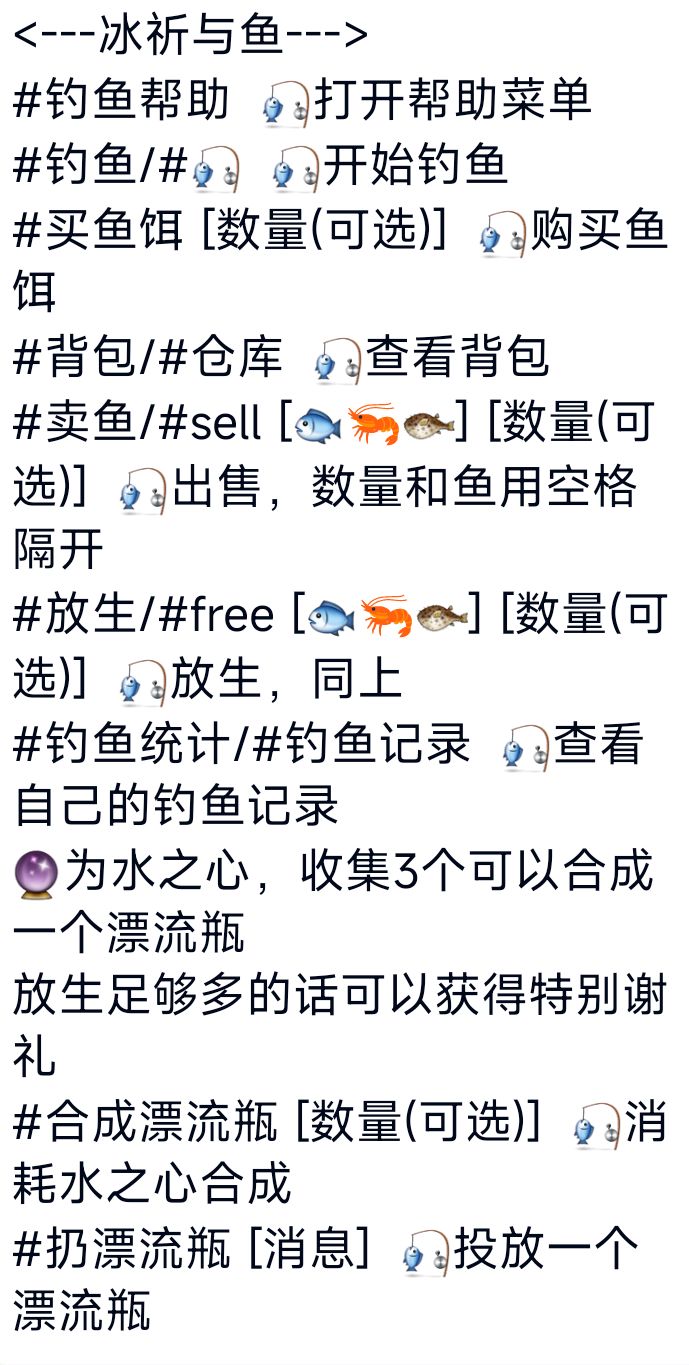 <---冰祈与鱼--->
#钓鱼帮助 🎣打开帮助菜单
#钓鱼/#🎣 🎣开始钓鱼
#买鱼饵 [数量(可选)] 🎣购买鱼
饵
#背包/#仓库 🎣查看背包
#卖鱼/#sell [🐟🦐🐡] [数量(可
选)] 🎣出售，数量和鱼用空格
隔开
#放生/#free [🐟🦐🐡] [数量(可
选)] 🎣放生，同上
#钓鱼统计/#钓鱼记录 🎣查看
自己的钓鱼记录
🔮为水之心，收集3个可以合成
一个漂流瓶
放生足够多的话可以获得特别谢
礼
#合成漂流瓶 [数量(可选)] 🎣消
耗水之心合成
#扔漂流瓶 [消息] 🎣投放一个
漂流瓶